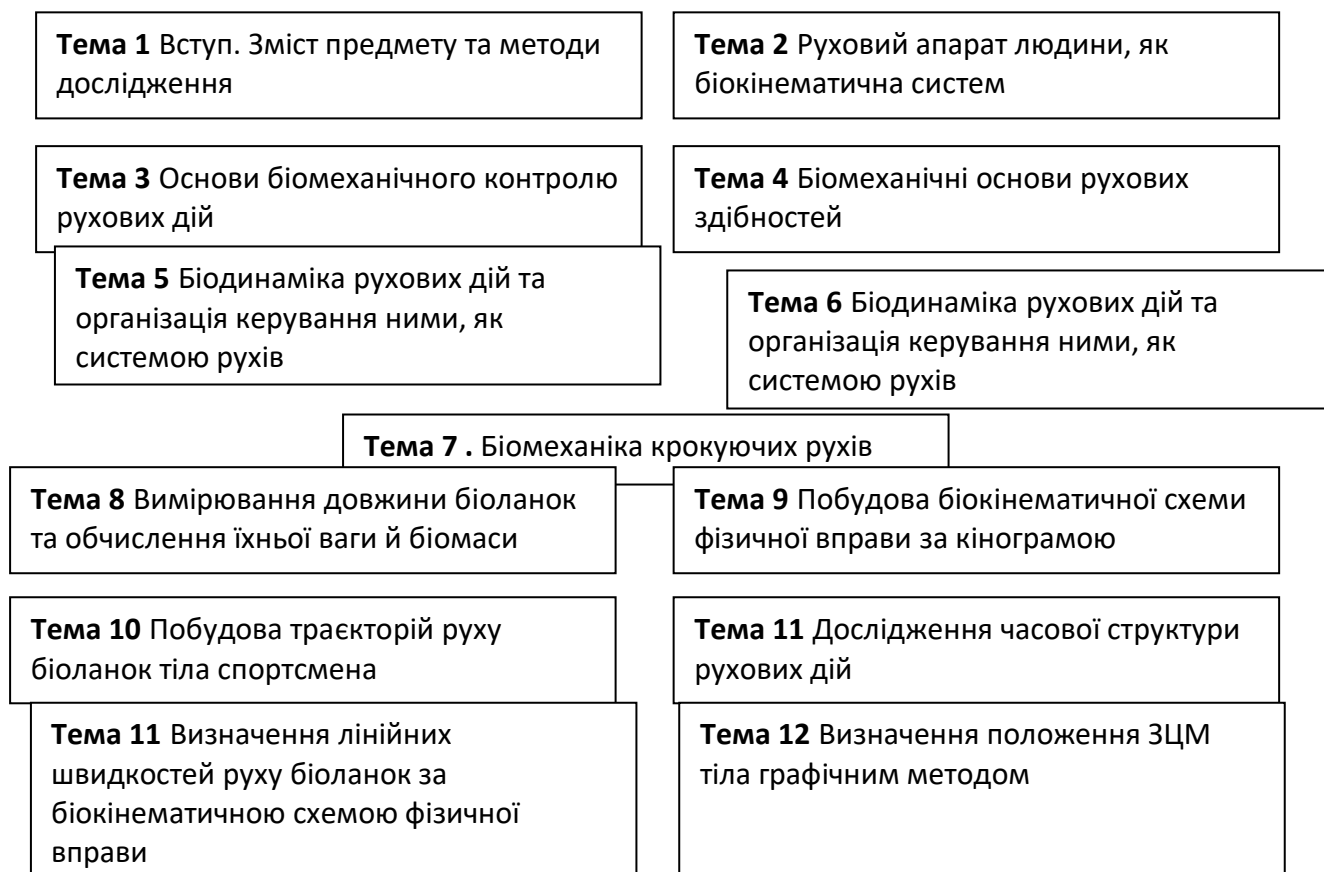 Тема 1 Вступ. Зміст предмету та методи
дослідження
Тема 2 Руховий апарат людини, як
біокінематична систем
Тема 3 Основи біомеханічного контролю
рухових дій
Тема 4 Біомеханічні основи рухових
здібностей
Тема 5 Біодинаміка рухових дій та
організація керування ними, як
системою рухів
Тема 6 Біодинаміка рухових дій та
організація керування ними, як
системою рухів
Тема 7 . Біомеханіка крокуючих рухів
Тема 8 Вимірювання довжини біоланок
та обчислення їхньої ваги й біомаси
Тема 9 Побудова біокінематичної схеми
фізичної вправи за кінограмою
Тема 10 Побудова траєкторій руху
біоланок тіла спортсмена
Тема 11 Дослідження часової структури
рухових дій
Тема 11 Визначення лінійних
швидкостей руху біоланок за
біокінематичною схемою фізичної
вправи
Тема 12 Визначення положення ЗЦМ
тіла графічним методом